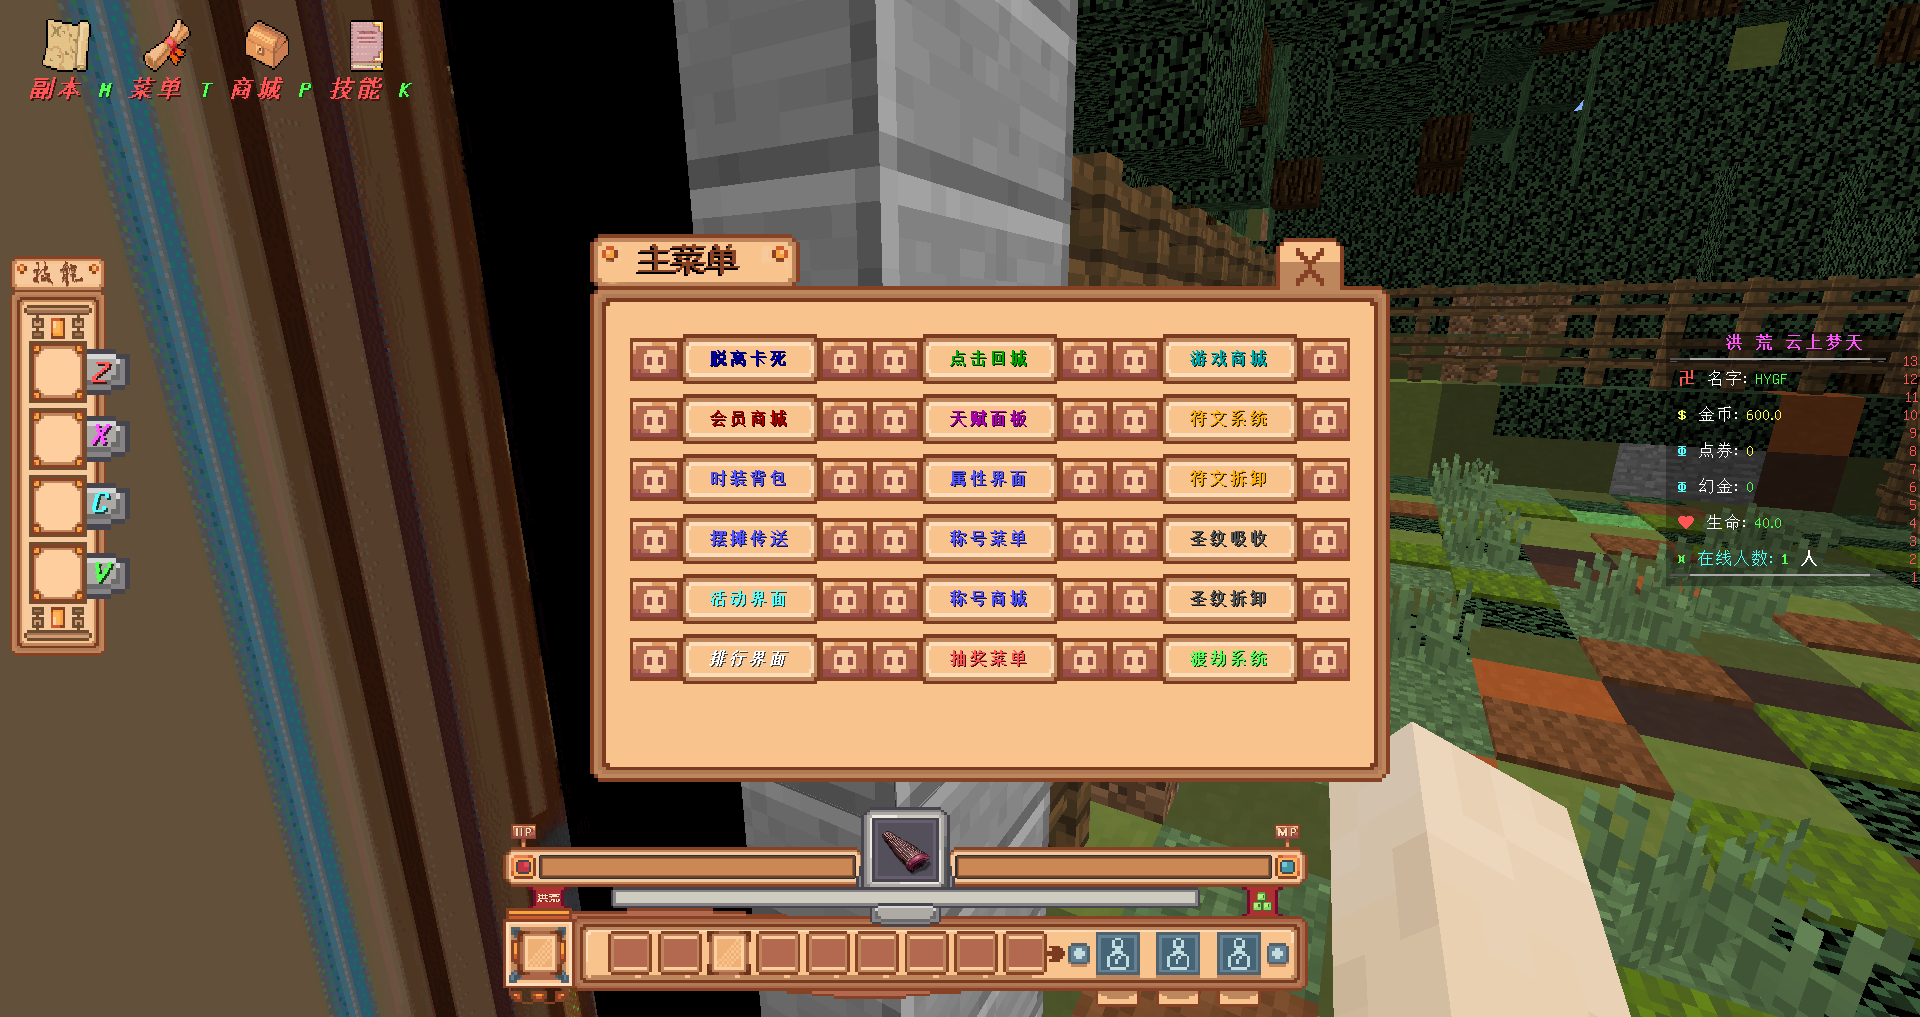 副本 H 菜单 T 商城 P 技能 K
主菜单
技能
Z
X
C
V
脱离卡死 点击回城 游戏商城
会员商城 天赋面板 符文系统
时装背包 属性界面 符文拆卸
摆摊传送 称号菜单 圣纹吸收
活动界面 称号商城 圣纹拆卸
排行界面 抽奖菜单 渡劫系统
洪 荒 云上梦天
13
卍 名字: HYGF 12
11
$ 金币: 600.0 10
9
点券: 0 8
7
幻金: 0 6
5
生命: 40.0 4
3
在线人数: 1 人 2
1
HP
MP
洪荒